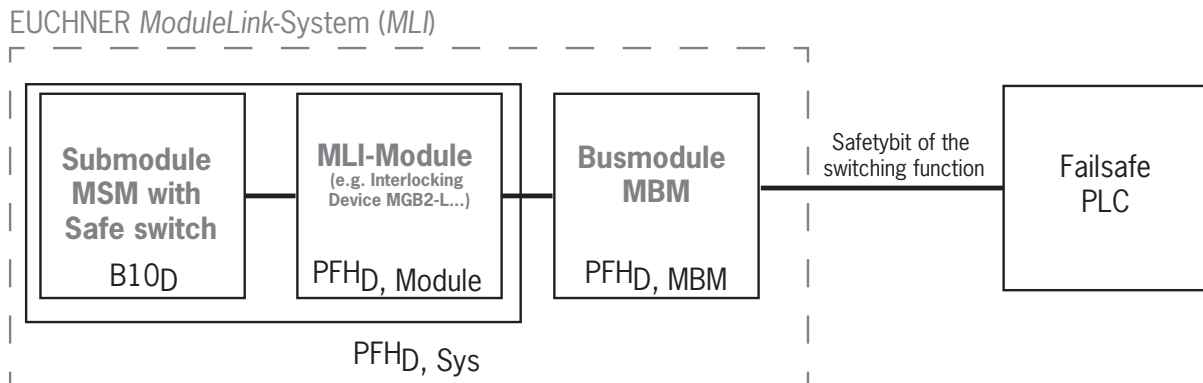 EUCHNER ModuleLink-System (MLI)
Submodule
MSM with
Safe switch
B10D
MLI-Module
(e.g. Interlocking
Device MGB2-L...)
PFHD, Module
Busmodule
MBM
PFHD, MBM
Safetybit of the
switching function
Failsafe
PLC
PFHD, Sys